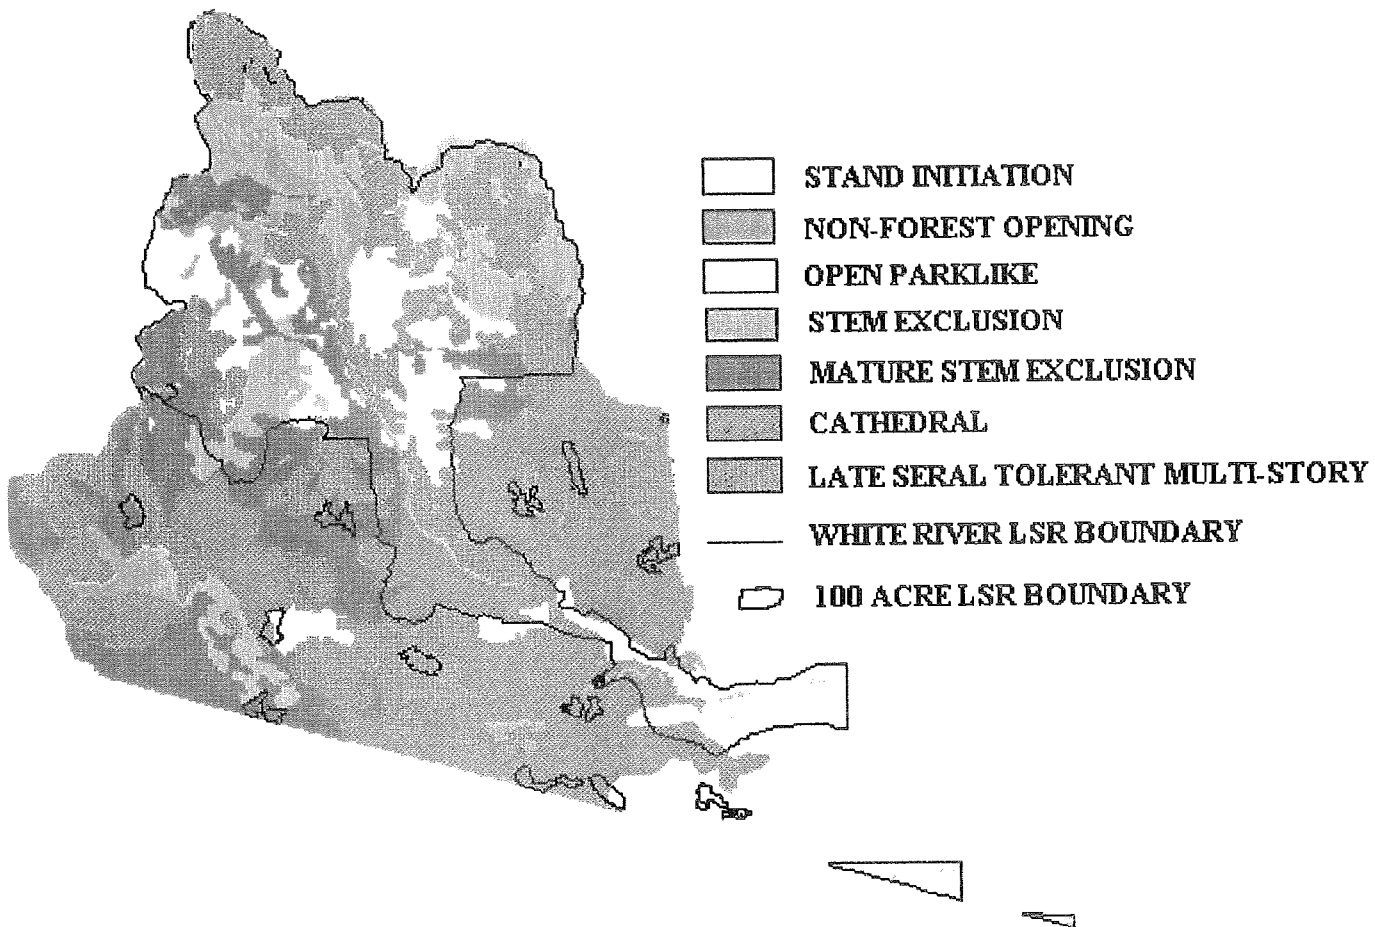 STAND INITIATION
NON-FOREST OPENING
OPEN PARKLIKE
STEM EXCLUSION
MATURE STEM EXCLUSION
CATHEDRAL
LATE SERAL TOLERANT MULTI-STORY
WHITE RIVER LSR BOUNDARY
100 ACRE LSR BOUNDARY